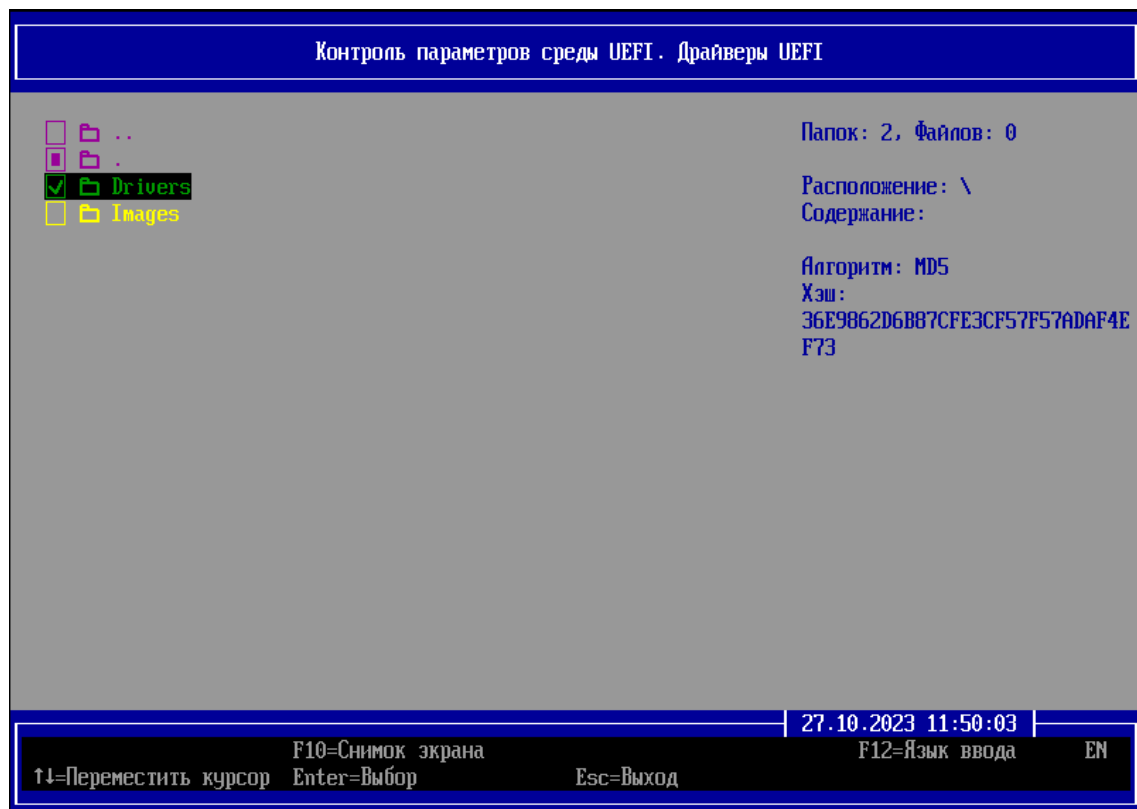 Контроль параметров среды UEFI. Драйверы UEFI
..
.
Drivers
Images
Папок: 2, Файлов: 0
Расположение: \
Содержание:
Алгоритм: MD5
Хэш:
36E9862D6B87CFE3CF57F57ADAF4E
F73
27.10.2023 11:50:03
F10=Снимок экрана F12=Язык ввода EN
↑↓=Переместить курсор Enter=Выбор Esc=Выход